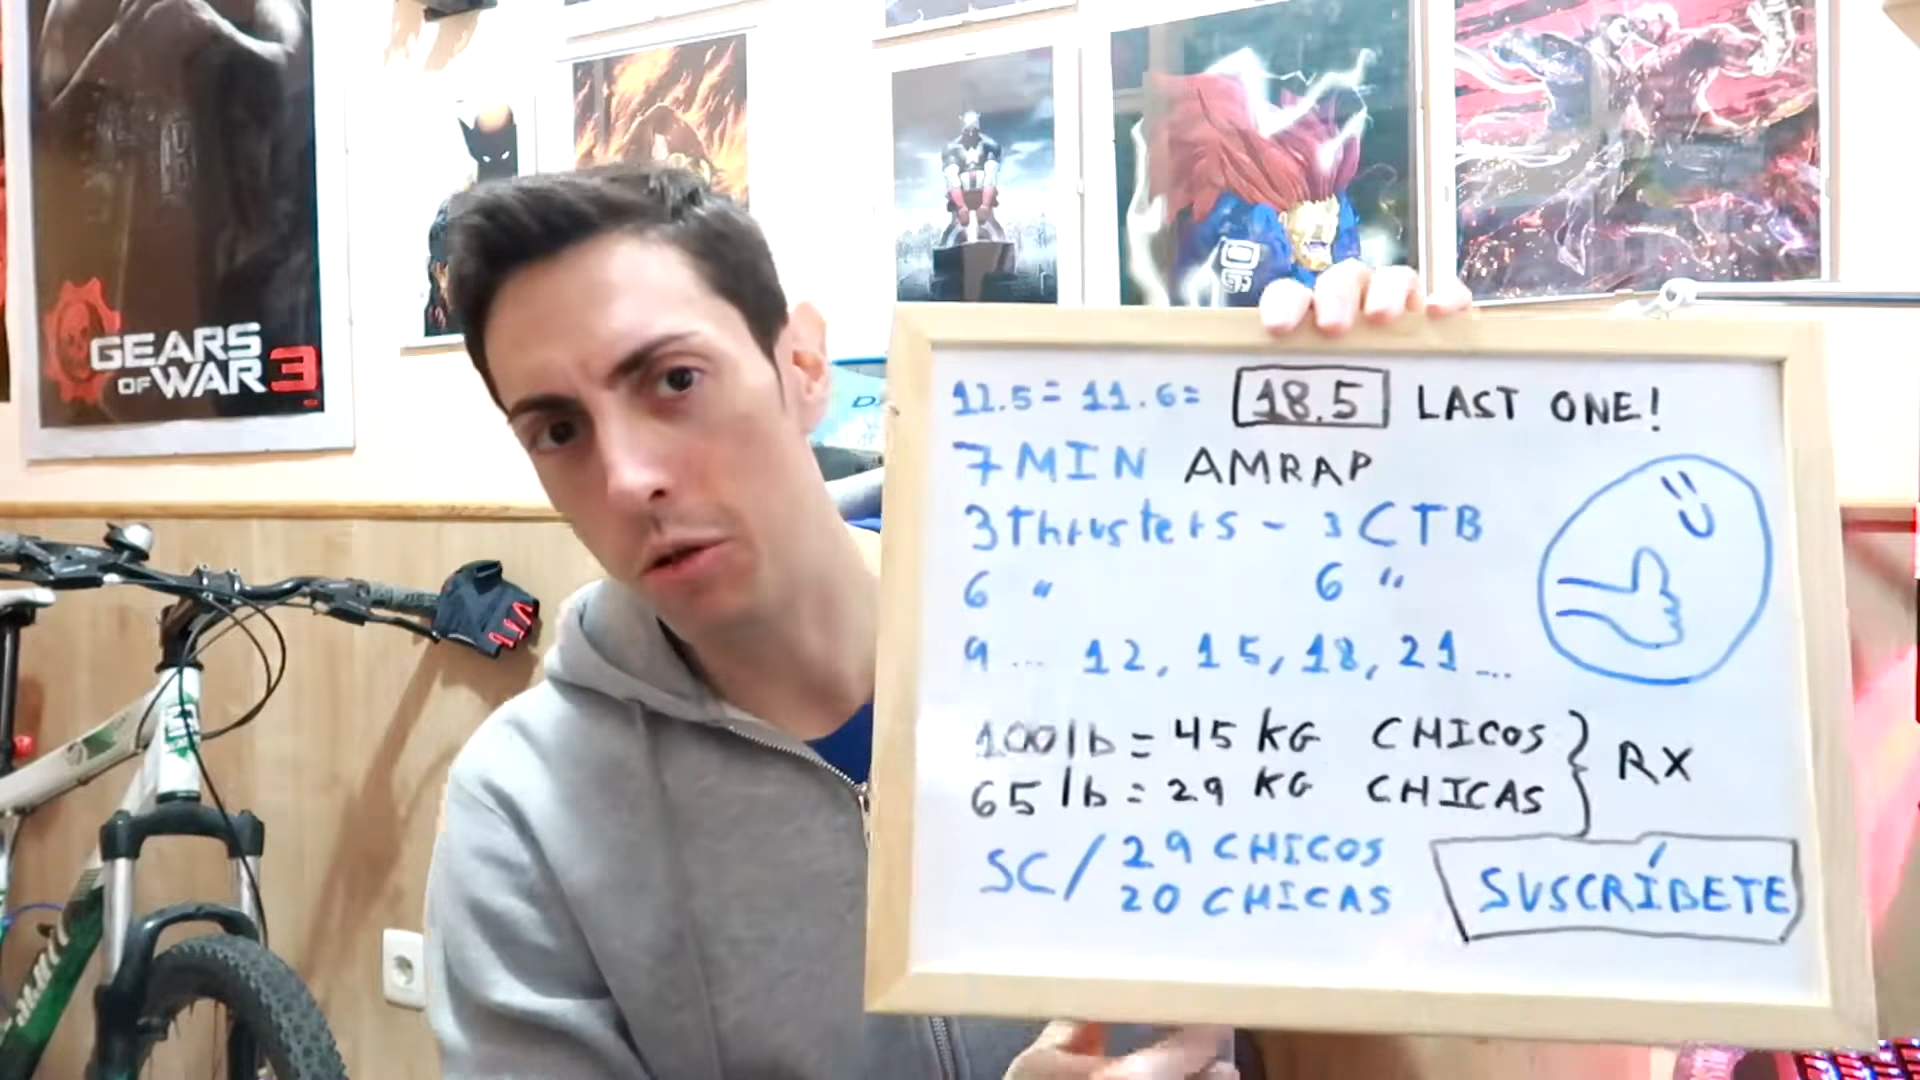 GEARS
OF WAR 3
12.5 = 11.6 = 18.5 LAST ONE!
7 MIN AMRAP
3 Thrusters - 3 CTB
6 " 6 "
9 ... 12, 15, 18, 21 ...
100 lb = 45 KG CHICOS
65 lb = 29 KG CHICAS
} RX
SC/ 29 CHICOS
20 CHICAS
SUSCRÍBETE